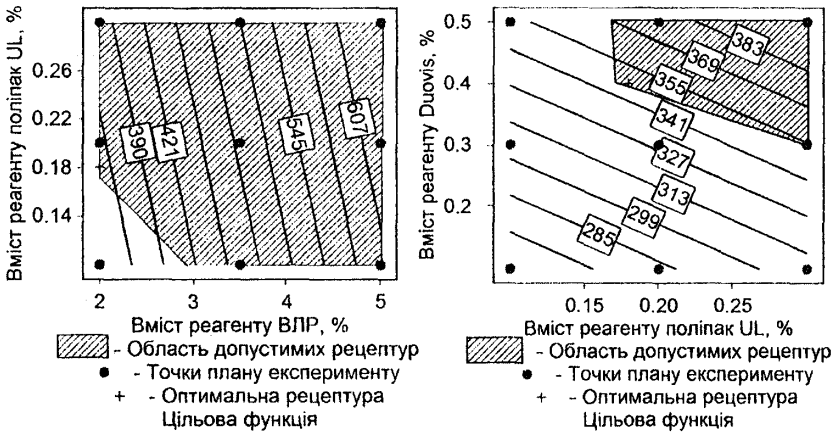 Вміст реагенту поліпак UL, %
0.26
0.22
0.18
0.14
390
421
545
607
2
3
4
5
Вміст реагенту ВЛР, %
- Область допустимих рецептур
- Точки плану експерименту
+ - Оптимальна рецептура
Цільова функція
Вміст реагенту Duovis, %
0.5
0.4
0.3
0.2
383
369
355
341
327
313
299
285
0.15
0.20
0.25
Вміст реагенту поліпак UL, %
- Область допустимих рецептур
- Точки плану експерименту
+ - Оптимальна рецептура
Цільова функція